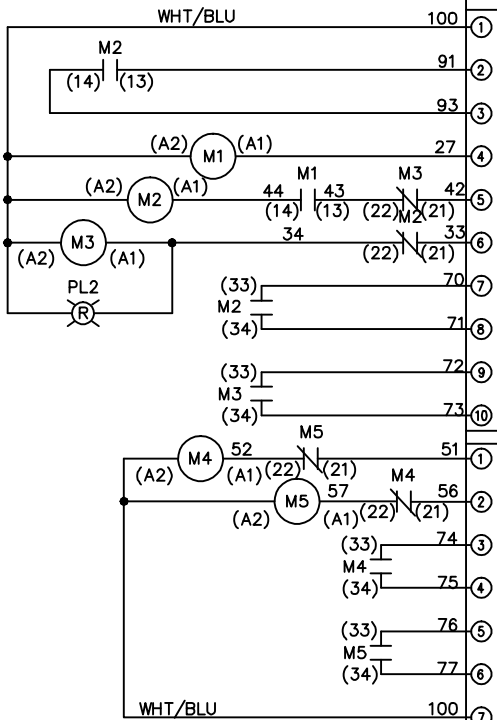 WHT/BLU 100 1
M2 91 2
(14) (13)
93 3
(A2) M1 (A1) 27 4
M1 M3
(A2) M2 (A1) 44 43 42 5
(14) (13) (22) (21)
M2
M3 34 33 6
(A2) (A1) (22) (21)
PL2
R
(33) 70 7
M2
(34) 71 8
(33) 72 9
M3
(34) 73 10
M5
M4 52 51 1
(A2) (A1) (22) (21)
M4
M5 57 56 2
(A2) (A1) (22) (21)
(33) 74 3
M4
(34) 75 4
(33) 76 5
M5
(34) 77 6
WHT/BLU 100 7